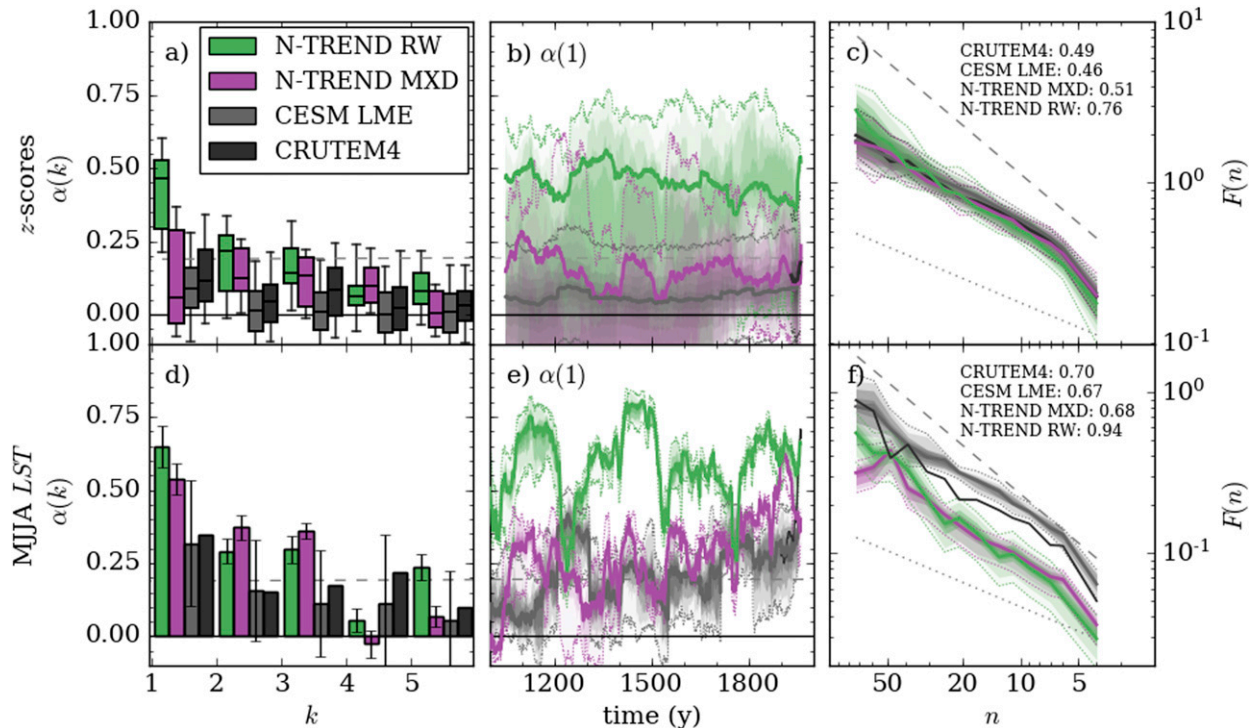 z-scores
α(k)
1.00
0.75
0.50
0.25
0.00
a)
N-TREND RW
N-TREND MXD
CESM LME
CRUTEM4
b) α(1)
c)
CRUTEM4: 0.49
CESM LME: 0.46
N-TREND MXD: 0.51
N-TREND RW: 0.76
10¹
10⁰
10⁻¹
F(n)
MJJA LST
α(k)
1.00
0.75
0.50
0.25
0.00
d)
e) α(1)
f)
CRUTEM4: 0.70
CESM LME: 0.67
N-TREND MXD: 0.68
N-TREND RW: 0.94
10¹
10⁰
10⁻¹
F(n)
1 2 3 4 5
k
1200 1500 1800
time (y)
50 20 10 5
n